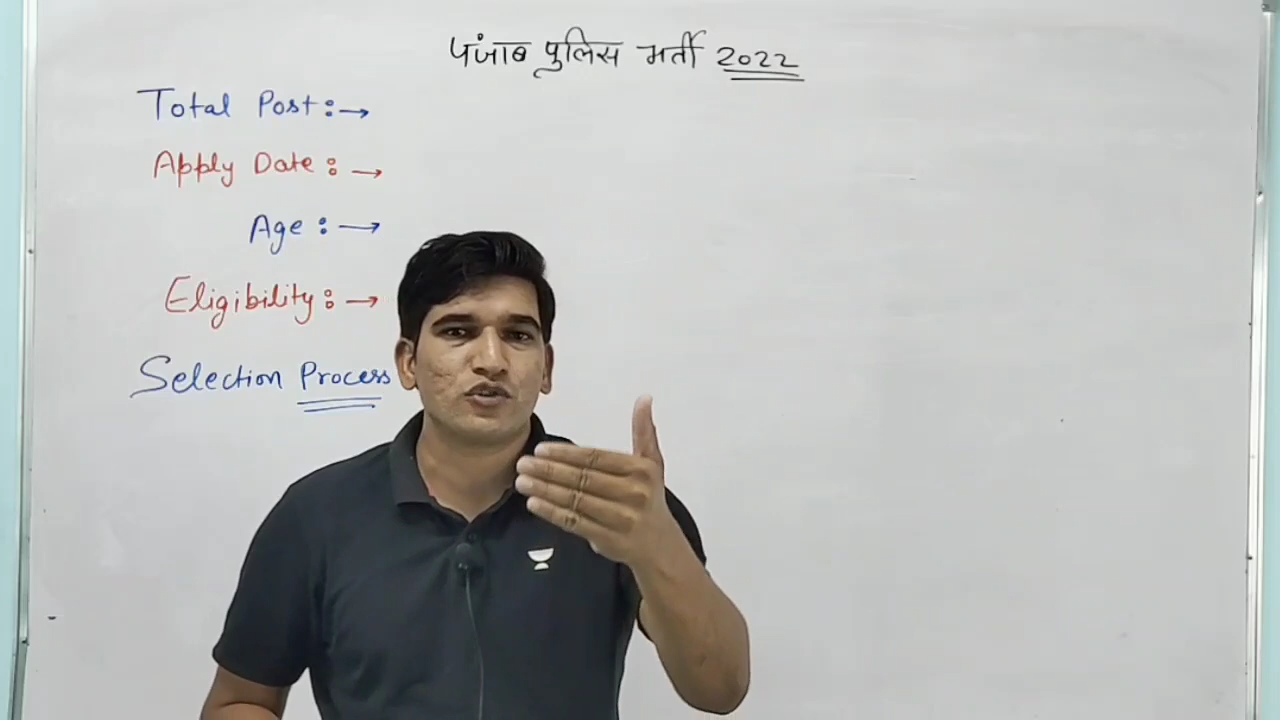 पंजाब पुलिस भर्ती 2022
Total Post :→
Apply Date :→
Age :→
Eligibility :→
Selection Process